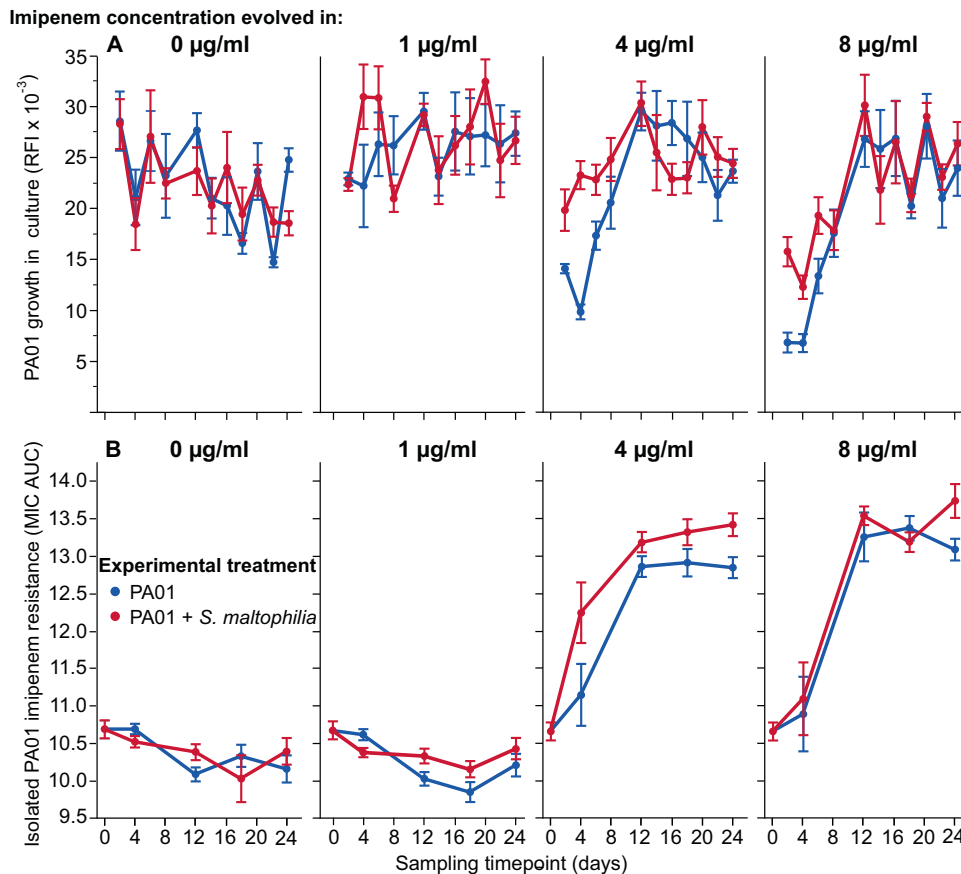 Imipenem concentration evolved in:
A 0 µg/ml 1 µg/ml 4 µg/ml 8 µg/ml
PA01 growth in culture (RFI x 10⁻³)
35
30
25
20
15
10
5
B 0 µg/ml 1 µg/ml 4 µg/ml 8 µg/ml
Isolated PA01 imipenem resistance (MIC AUC)
14.0
13.5
13.0
12.5
12.0
11.5
11.0
10.5
10.0
9.5
Experimental treatment
PA01
PA01 + S. maltophilia
0 4 8 12 16 20 24 0 4 8 12 16 20 24 0 4 8 12 16 20 24 0 4 8 12 16 20 24
Sampling timepoint (days)